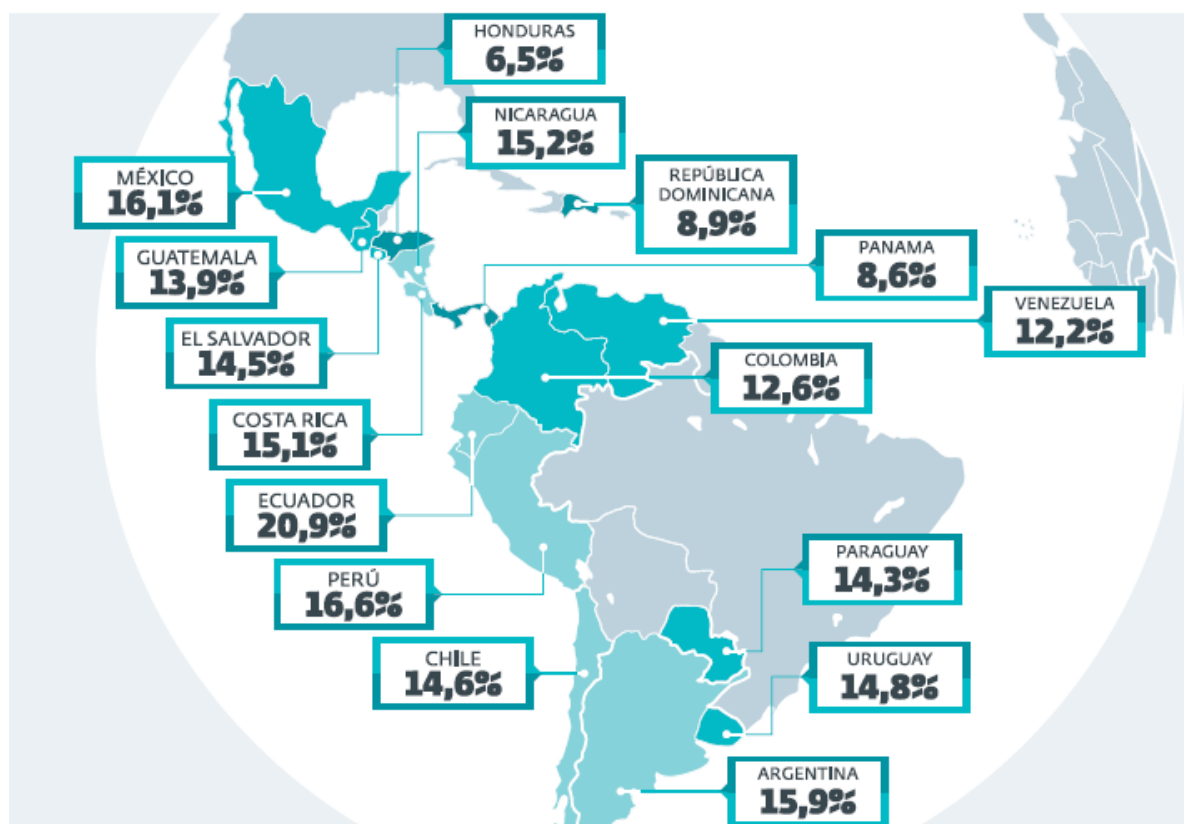 HONDURAS
6,5%
NICARAGUA
15,2%
MÉXICO
16,1%
REPÚBLICA
DOMINICANA
8,9%
GUATEMALA
13,9%
PANAMA
8,6%
VENEZUELA
12,2%
EL SALVADOR
14,5%
COLOMBIA
12,6%
COSTA RICA
15,1%
ECUADOR
20,9%
PARAGUAY
14,3%
PERÚ
16,6%
CHILE
14,6%
URUGUAY
14,8%
ARGENTINA
15,9%